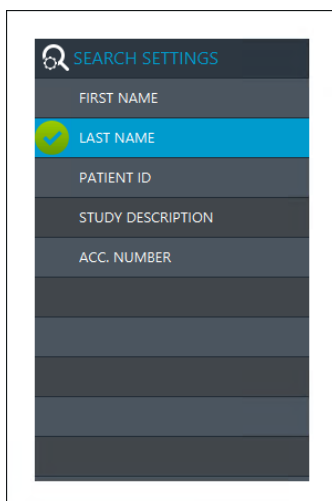 SEARCH SETTINGS
FIRST NAME
LAST NAME
PATIENT ID
STUDY DESCRIPTION
ACC. NUMBER